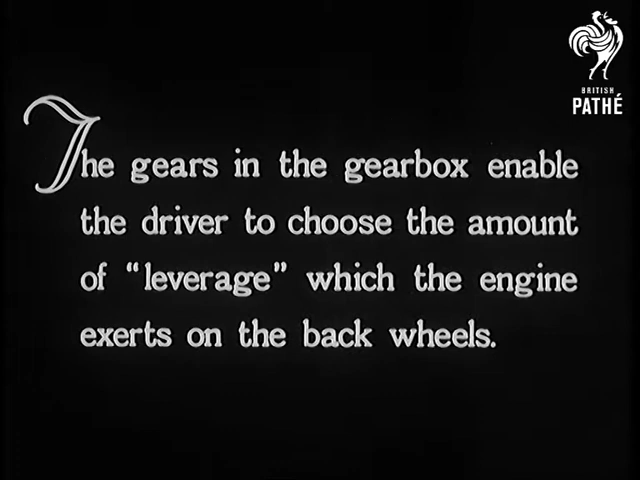 BRITISH
PATHÉ
The gears in the gearbox enable
the driver to choose the amount
of “leverage” which the engine
exerts on the back wheels.